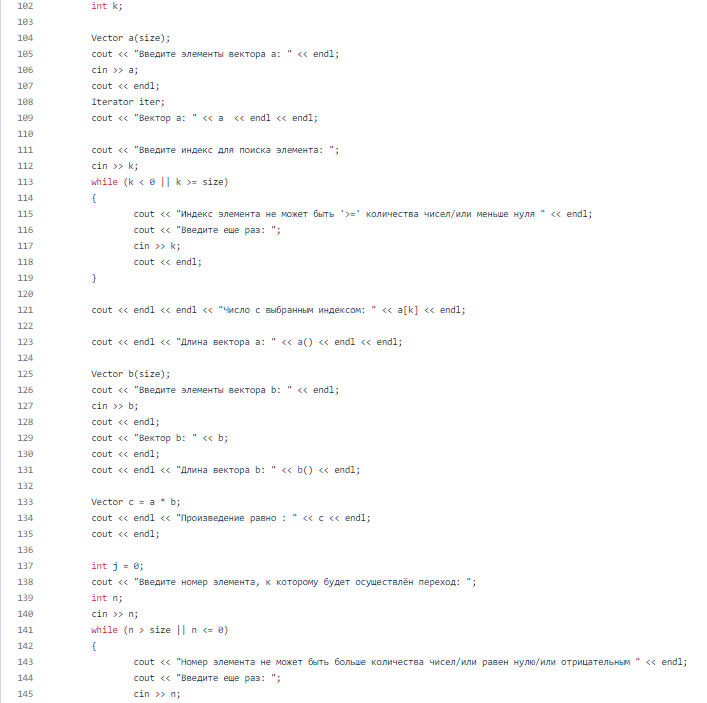 102 int k;
103
104 Vector a(size);
105 cout << "Введите элементы вектора a: " << endl;
106 cin >> a;
107 cout << endl;
108 Iterator iter;
109 cout << "Вектор a: " << a  << endl << endl;
110
111 cout << "Введите индекс для поиска элемента: ";
112 cin >> k;
113 while (k < 0 || k >= size)
114 {
115 cout << "Индекс элемента не может быть '>=' количества чисел/или меньше нуля " << endl;
116 cout << "Введите еще раз: ";
117 cin >> k;
118 cout << endl;
119 }
120
121 cout << endl << endl << "Число с выбранным индексом: " << a[k] << endl;
122
123 cout << endl << "Длина вектора a: " << a() << endl << endl;
124
125 Vector b(size);
126 cout << "Введите элементы вектора b: " << endl;
127 cin >> b;
128 cout << endl;
129 cout << "Вектор b: " << b;
130 cout << endl;
131 cout << endl << "Длина вектора b: " << b() << endl;
132
133 Vector c = a * b;
134 cout << endl << "Произведение равно : " << c << endl;
135 cout << endl;
136
137 int j = 0;
138 cout << "Введите номер элемента, к которому будет осуществлён переход: ";
139 int n;
140 cin >> n;
141 while (n > size || n <= 0)
142 {
143 cout << "Номер элемента не может быть больше количества чисел/или равен нулю/или отрицательным " << endl;
144 cout << "Введите еще раз: ";
145 cin >> n;